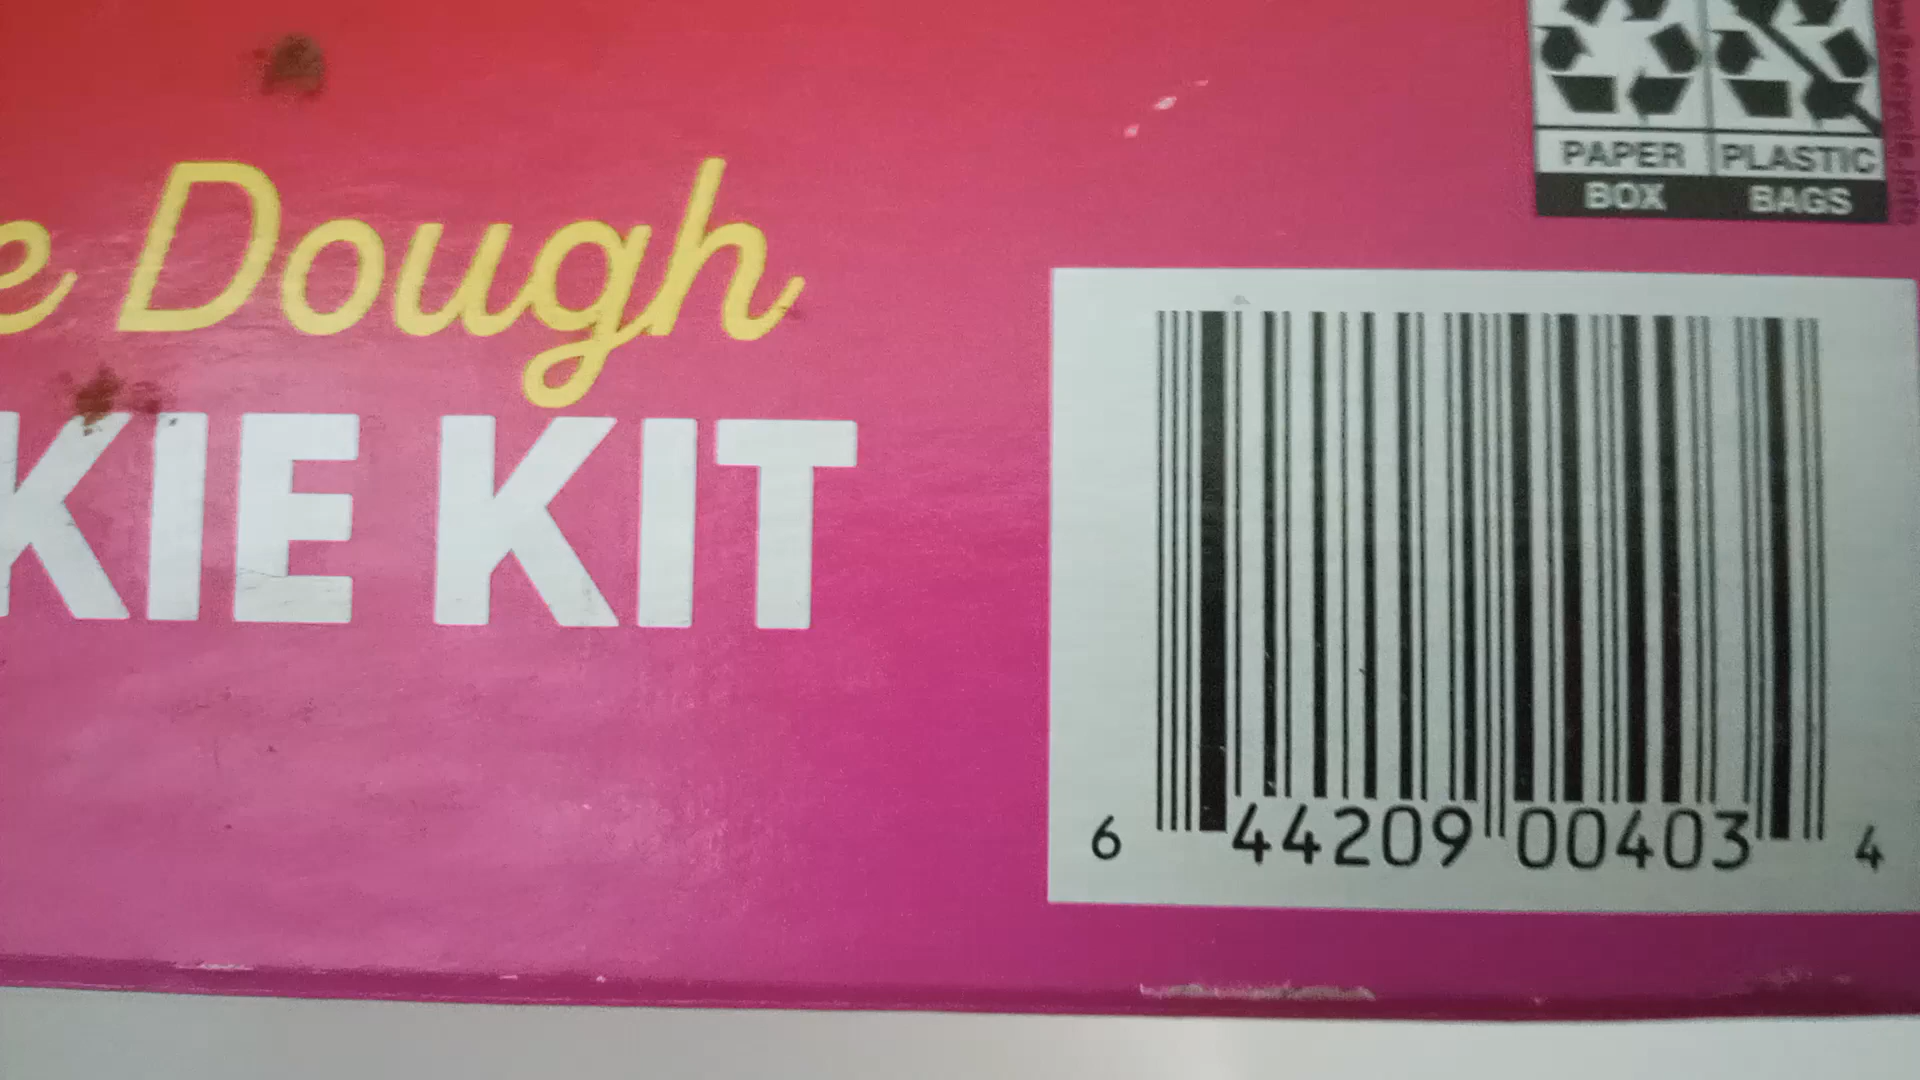 e Dough
KIE KIT
PAPER PLASTIC
BOX BAGS
6 44209 00403 4